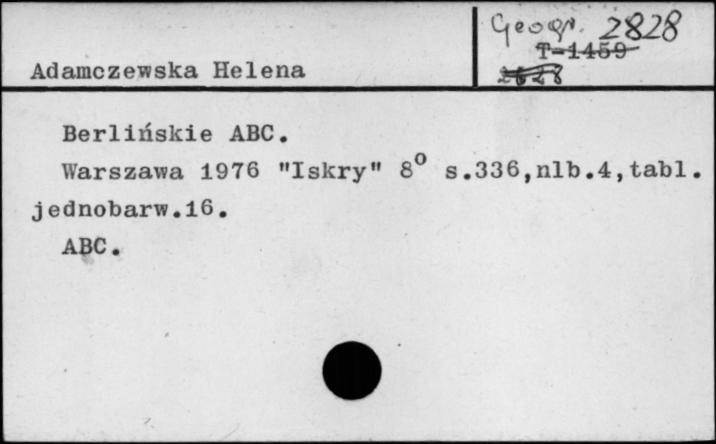 Geogr. 2828
T-1459
Adamczewska Helena
Berlińskie ABC.
Warszawa 1976 "Iskry" 8° s.336,nlb.4,tabl.
jednobarw.16.
ABC.